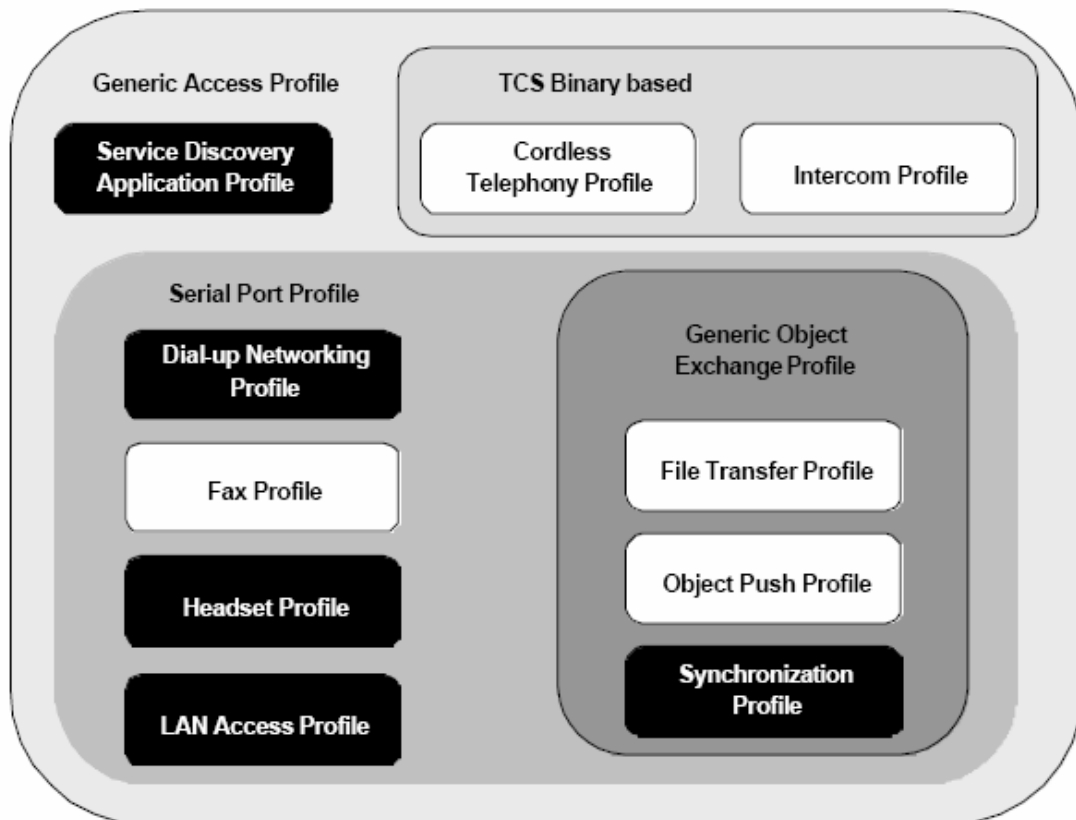 Generic Access Profile
TCS Binary based
Service Discovery
Application Profile
Cordless
Telephony Profile
Intercom Profile
Serial Port Profile
Dial-up Networking
Profile
Fax Profile
Headset Profile
LAN Access Profile
Generic Object
Exchange Profile
File Transfer Profile
Object Push Profile
Synchronization
Profile